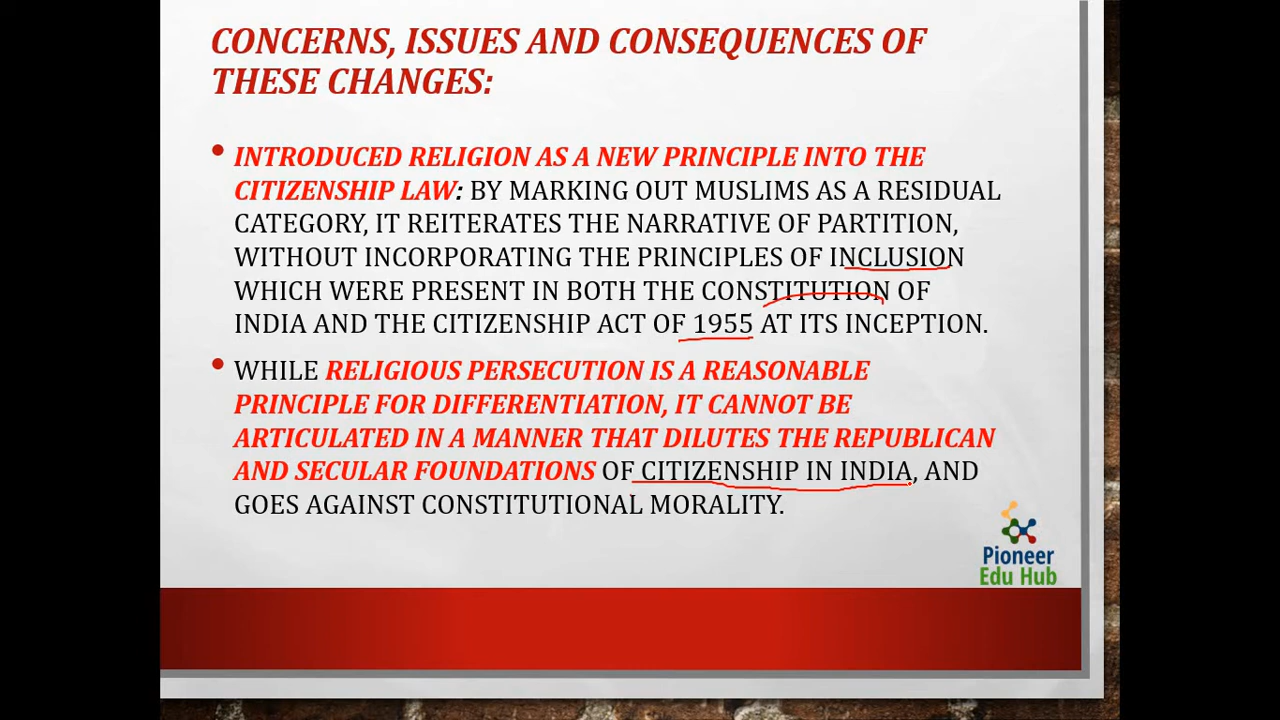 CONCERNS, ISSUES AND CONSEQUENCES OF
THESE CHANGES:
• INTRODUCED RELIGION AS A NEW PRINCIPLE INTO THE
CITIZENSHIP LAW: BY MARKING OUT MUSLIMS AS A RESIDUAL
CATEGORY, IT REITERATES THE NARRATIVE OF PARTITION,
WITHOUT INCORPORATING THE PRINCIPLES OF INCLUSION
WHICH WERE PRESENT IN BOTH THE CONSTITUTION OF
INDIA AND THE CITIZENSHIP ACT OF 1955 AT ITS INCEPTION.
• WHILE RELIGIOUS PERSECUTION IS A REASONABLE
PRINCIPLE FOR DIFFERENTIATION, IT CANNOT BE
ARTICULATED IN A MANNER THAT DILUTES THE REPUBLICAN
AND SECULAR FOUNDATIONS OF CITIZENSHIP IN INDIA, AND
GOES AGAINST CONSTITUTIONAL MORALITY.
Pioneer
Edu Hub